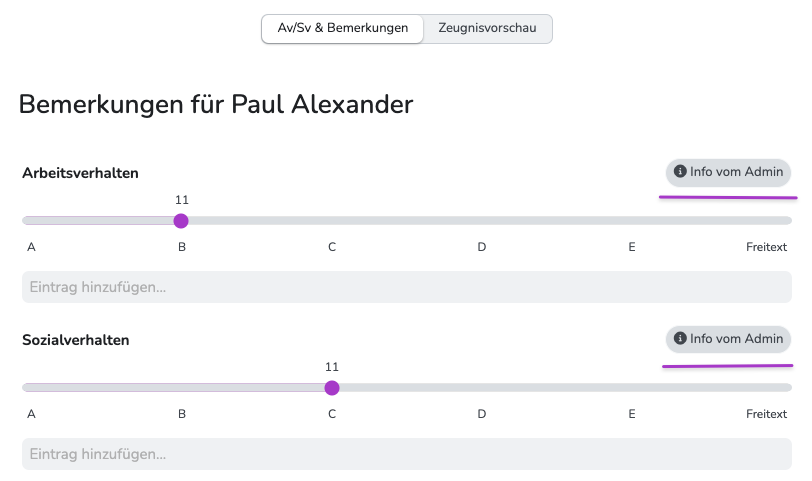 Av/Sv & Bemerkungen Zeugnisvorschau
Bemerkungen für Paul Alexander
Arbeitsverhalten Info vom Admin
11
A B C D E Freitext
Eintrag hinzufügen...
Sozialverhalten Info vom Admin
11
A B C D E Freitext
Eintrag hinzufügen...